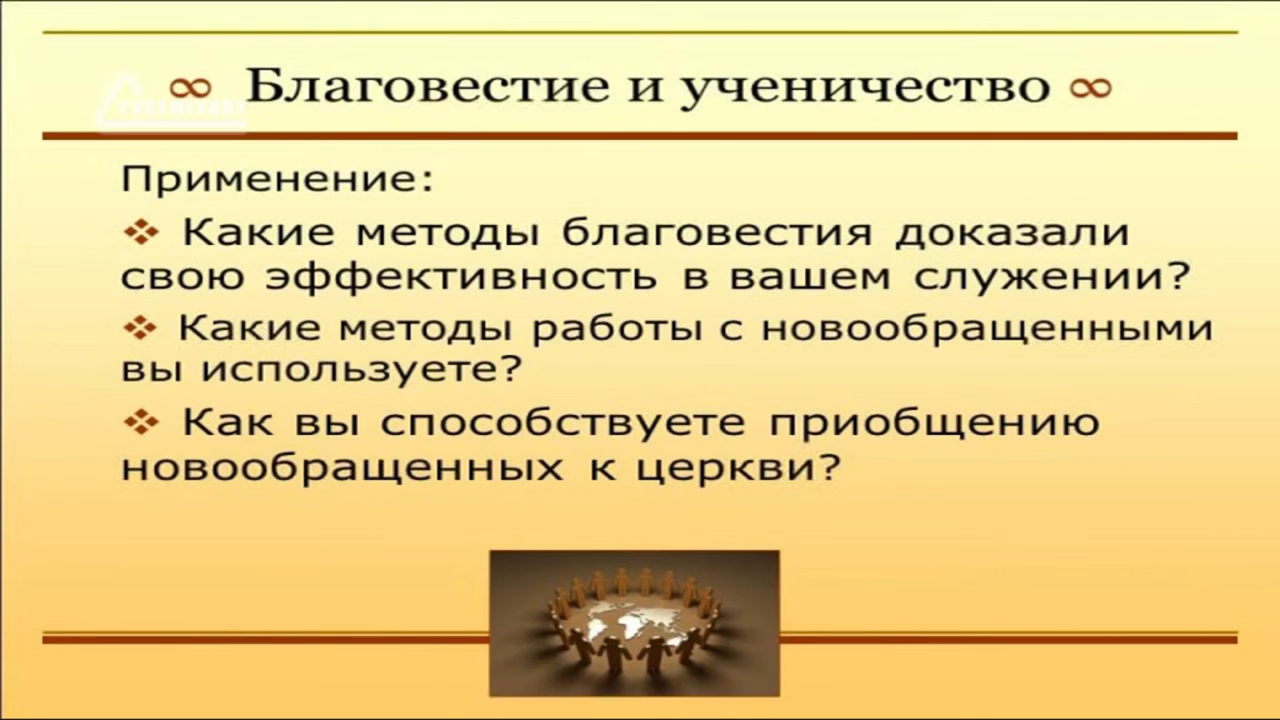 ∞ Благовестие и ученичество ∞
Применение:
❖ Какие методы благовестия доказали
свою эффективность в вашем служении?
❖ Какие методы работы с новообращенными
вы используете?
❖ Как вы способствуете приобщению
новообращенных к церкви?